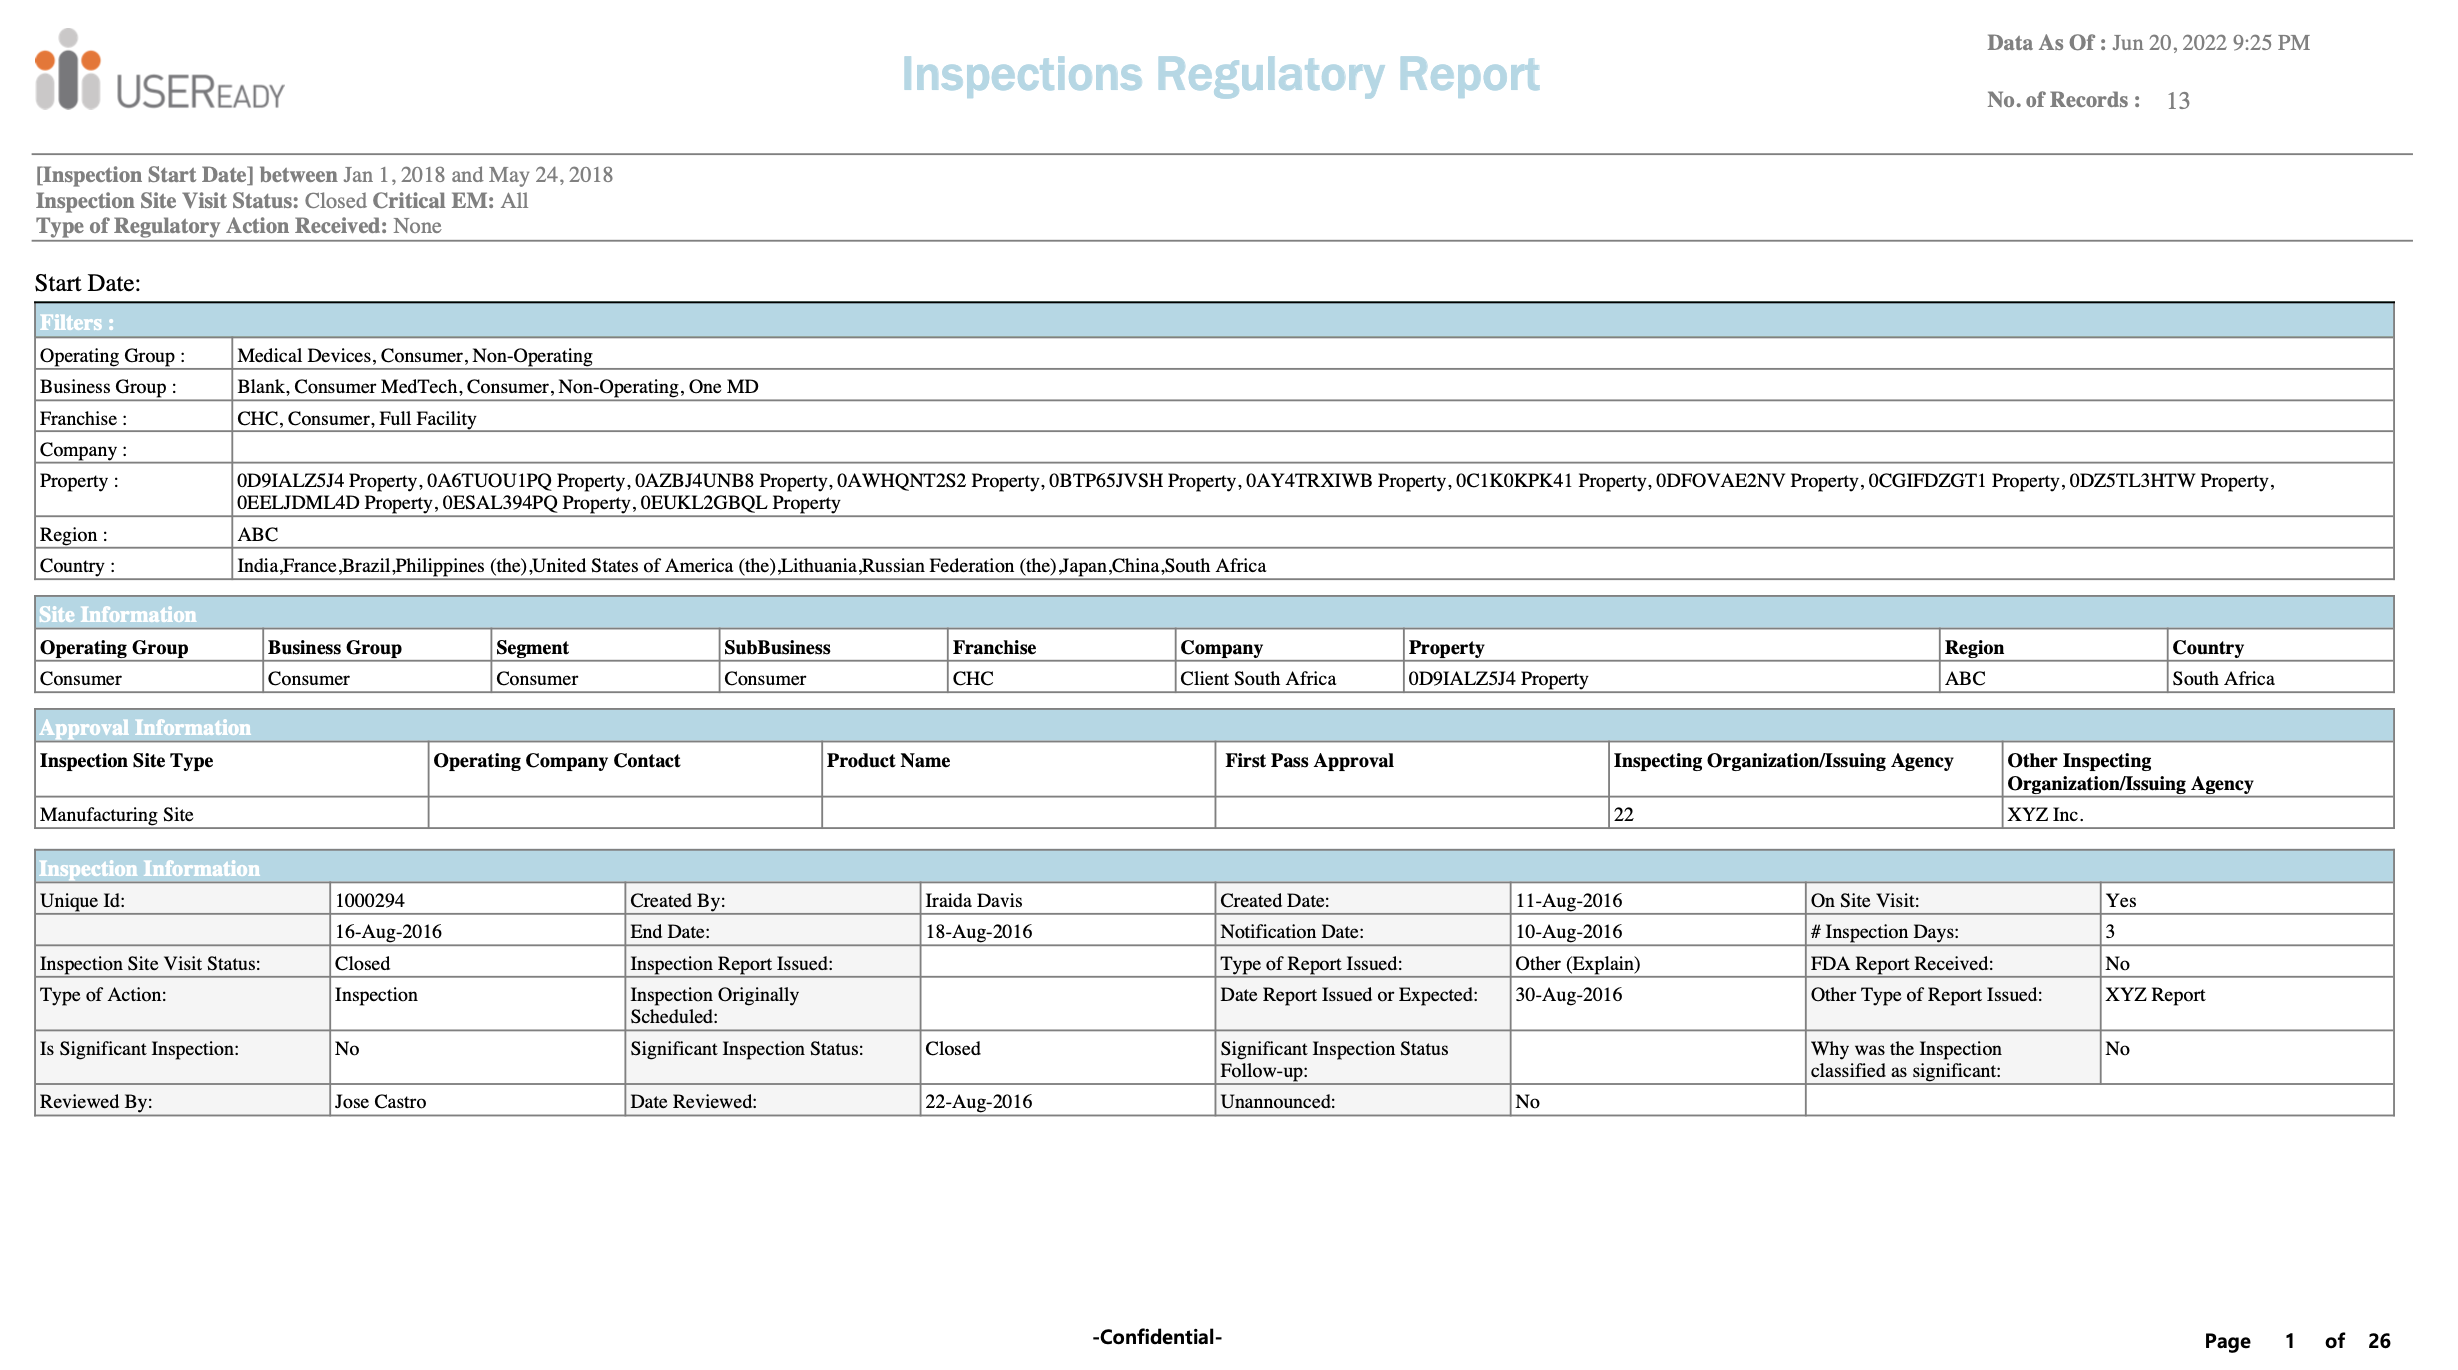 USEREADY
Inspections Regulatory Report
Data As Of : Jun 20, 2022 9:25 PM
No. of Records : 13
[Inspection Start Date] between Jan 1, 2018 and May 24, 2018
Inspection Site Visit Status: Closed Critical EM: All
Type of Regulatory Action Received: None
Start Date:
Filters :
Operating Group : Medical Devices, Consumer, Non-Operating
Business Group : Blank, Consumer MedTech, Consumer, Non-Operating, One MD
Franchise : CHC, Consumer, Full Facility
Company :
Property : 0D9IALZ5J4 Property, 0A6TUOU1PQ Property, 0AZBJ4UNB8 Property, 0AWHQNT2S2 Property, 0BTP65JVSH Property, 0AY4TRXIWB Property, 0C1K0KPK41 Property, 0DFOVAE2NV Property, 0CGIFDZGT1 Property, 0DZ5TL3HTW Property,
0EELJDML4D Property, 0ESAL394PQ Property, 0EUKL2GBQL Property
Region : ABC
Country : India,France,Brazil,Philippines (the),United States of America (the),Lithuania,Russian Federation (the),Japan,China,South Africa
Site Information
Operating Group Business Group Segment SubBusiness Franchise Company Property Region Country
Consumer Consumer Consumer Consumer CHC Client South Africa 0D9IALZ5J4 Property ABC South Africa
Approval Information
Inspection Site Type Operating Company Contact Product Name First Pass Approval Inspecting Organization/Issuing Agency Other Inspecting
Organization/Issuing Agency
Manufacturing Site 22 XYZ Inc.
Inspection Information
Unique Id: 1000294 Created By: Iraida Davis Created Date: 11-Aug-2016 On Site Visit: Yes
16-Aug-2016 End Date: 18-Aug-2016 Notification Date: 10-Aug-2016 # Inspection Days: 3
Inspection Site Visit Status: Closed Inspection Report Issued: Type of Report Issued: Other (Explain) FDA Report Received: No
Type of Action: Inspection Inspection Originally Date Report Issued or Expected: 30-Aug-2016 Other Type of Report Issued: XYZ Report
Scheduled:
Is Significant Inspection: No Significant Inspection Status: Closed Significant Inspection Status Why was the Inspection No
Follow-up: classified as significant:
Reviewed By: Jose Castro Date Reviewed: 22-Aug-2016 Unannounced: No
-Confidential-
Page 1 of 26